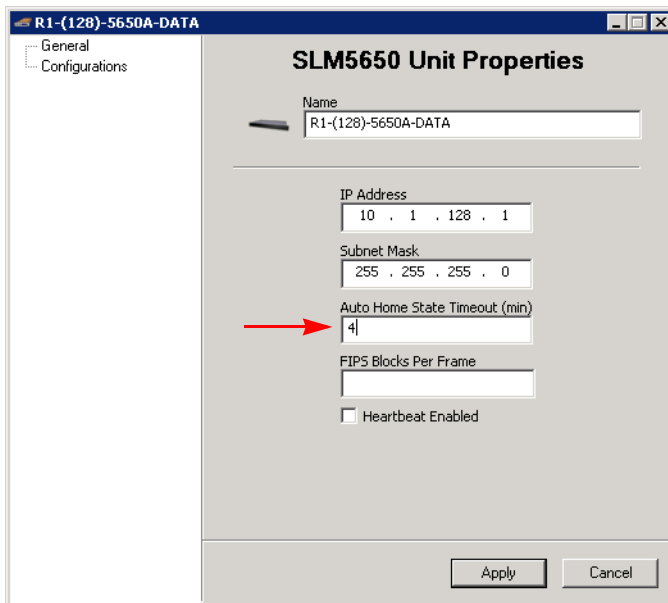 R1-(128)-5650A-DATA
General
Configurations
SLM5650 Unit Properties
Name
R1-(128)-5650A-DATA
IP Address
10 . 1 . 128 . 1
Subnet Mask
255 . 255 . 255 . 0
Auto Home State Timeout (min)
4
FIPS Blocks Per Frame
Heartbeat Enabled
Apply Cancel